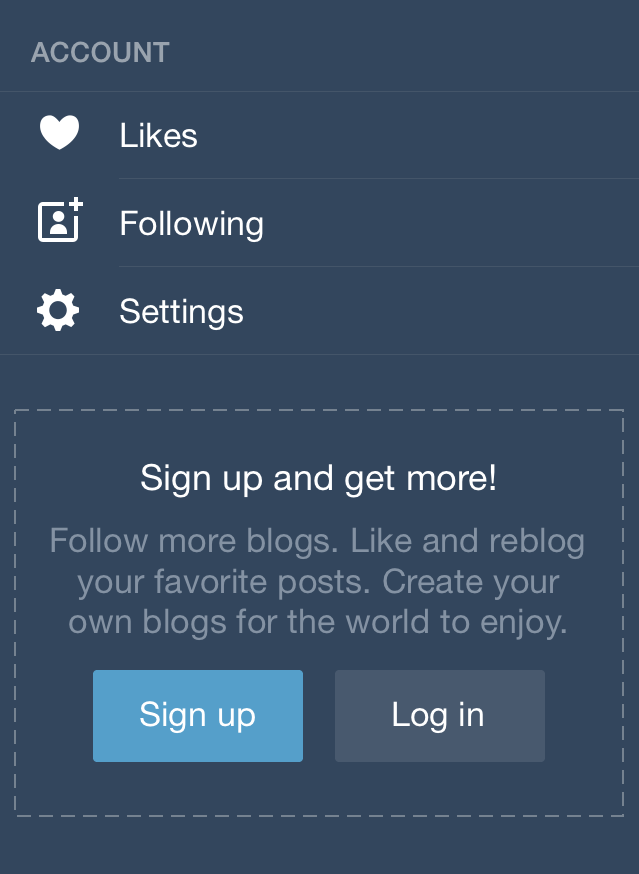 ACCOUNT
Likes
Following
Settings
Sign up and get more!
Follow more blogs. Like and reblog
your favorite posts. Create your
own blogs for the world to enjoy.
Sign up
Log in